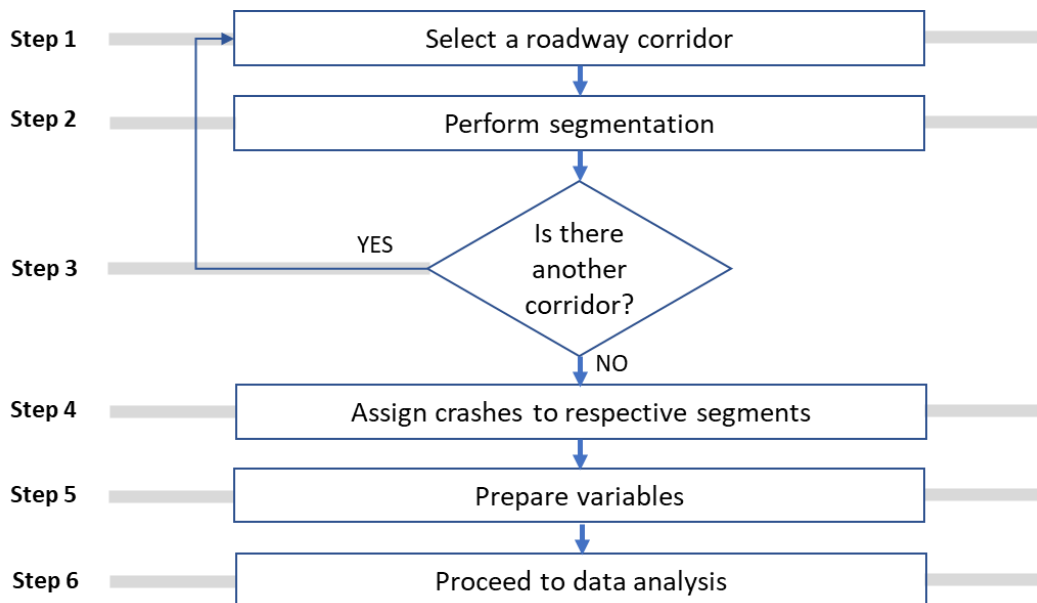 Step 1
Select a roadway corridor
Step 2
Perform segmentation
Step 3
YES
Is there
another
corridor?
NO
Step 4
Assign crashes to respective segments
Step 5
Prepare variables
Step 6
Proceed to data analysis